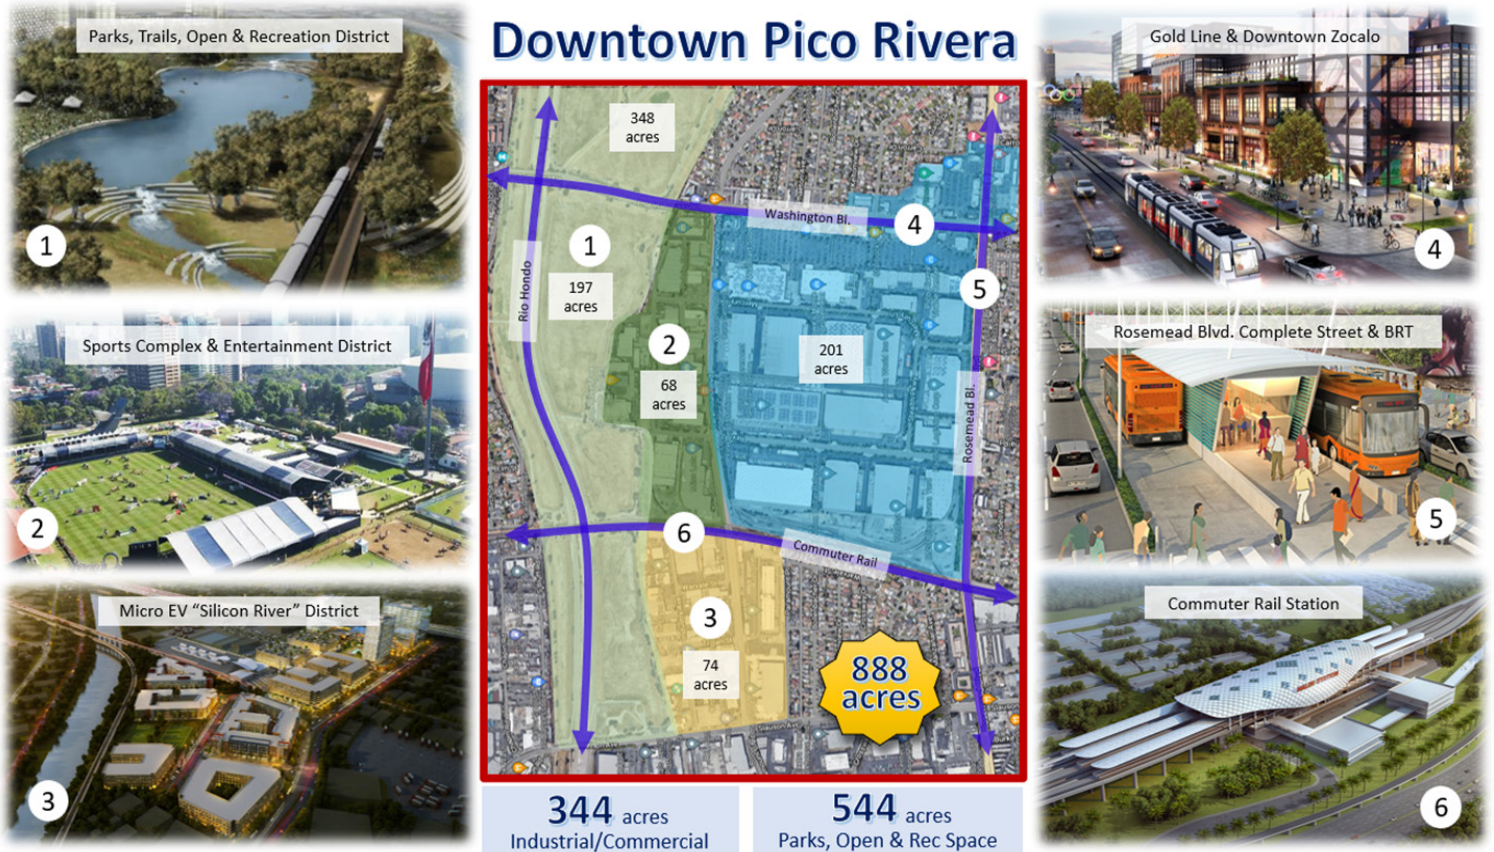 Downtown Pico Rivera
Parks, Trails, Open & Recreation District
1
Sports Complex & Entertainment District
2
Micro EV “Silicon River” District
3
348
acres
Washington Bl.
4
1
197
acres
Rio Hondo
5
2
68
acres
201
acres
Rosemead Bl.
6
Commuter Rail
3
74
acres
888
acres
Slauson Ave
344 acres
Industrial/Commercial
544 acres
Parks, Open & Rec Space
Gold Line & Downtown Zocalo
4
Rosemead Blvd. Complete Street & BRT
5
Commuter Rail Station
6